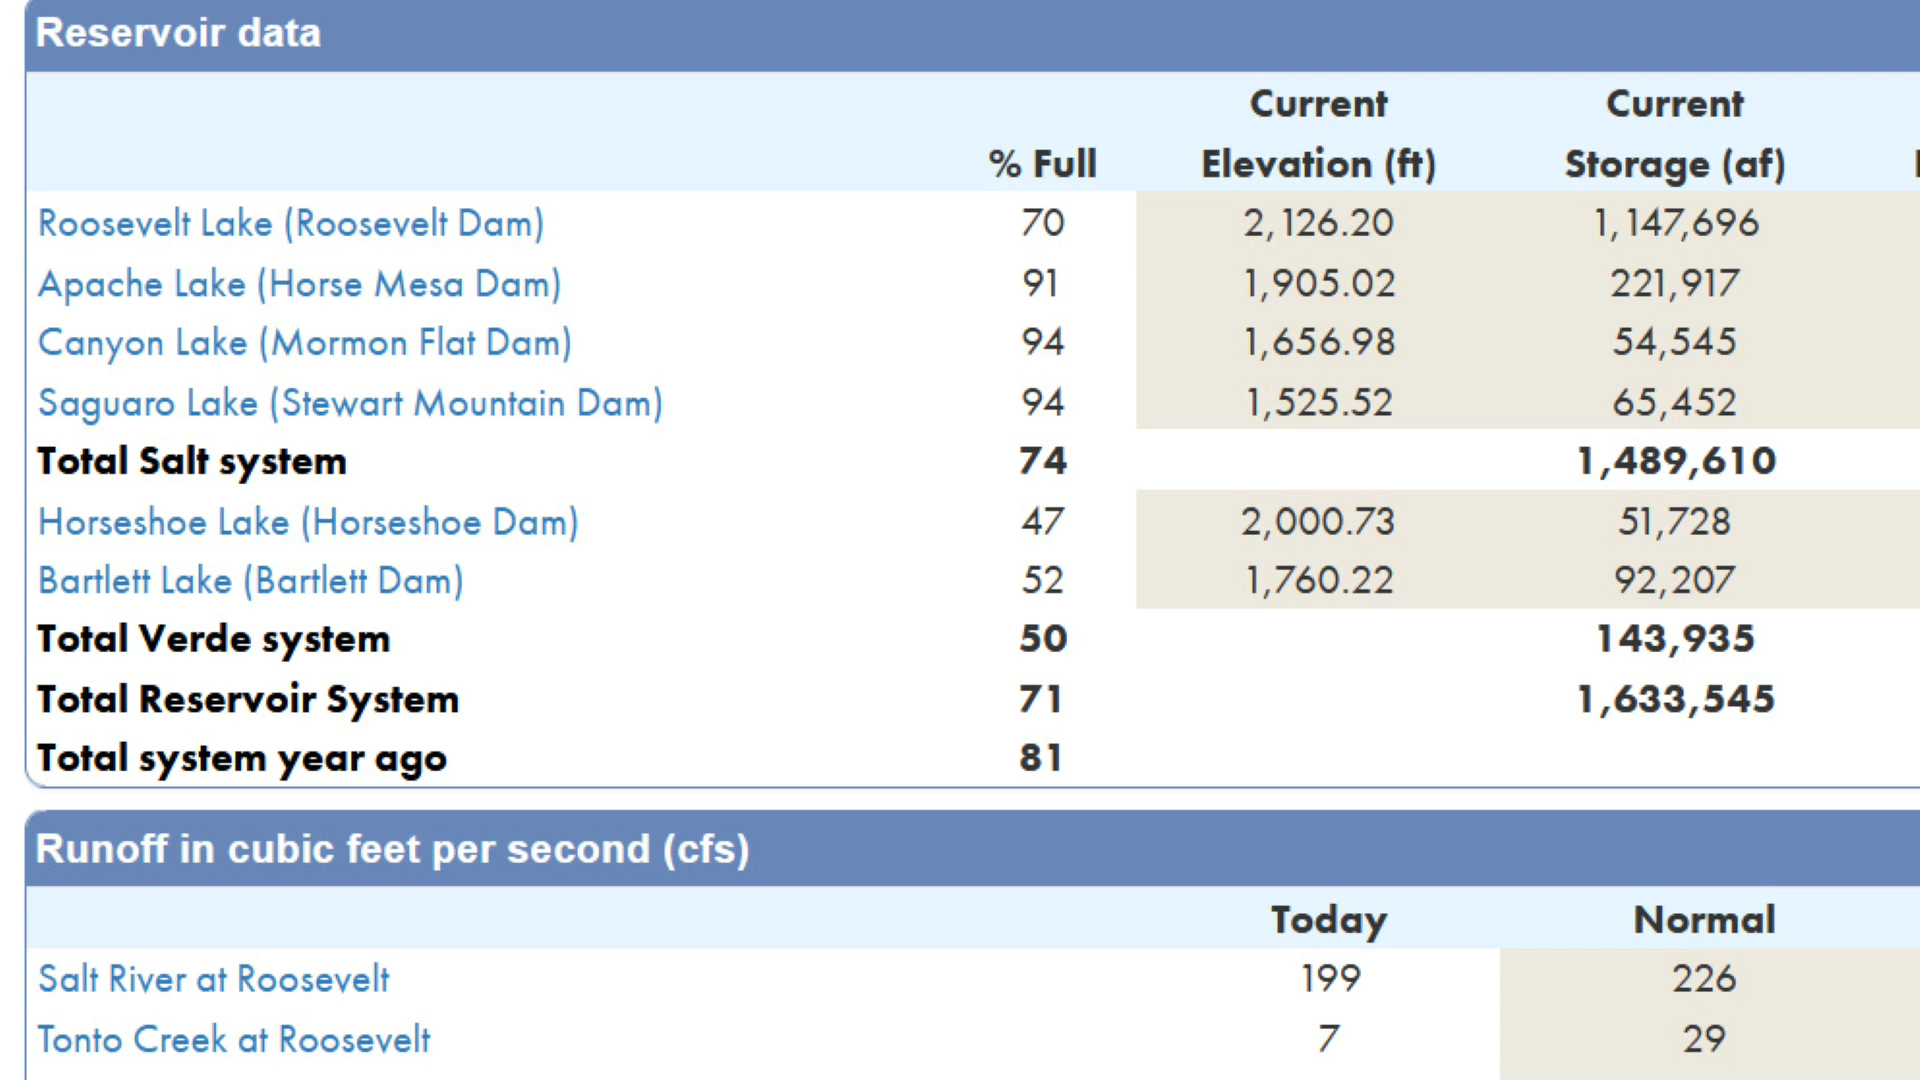 Reservoir data
Current Current
% Full Elevation (ft) Storage (af)
Roosevelt Lake (Roosevelt Dam) 70 2,126.20 1,147,696
Apache Lake (Horse Mesa Dam) 91 1,905.02 221,917
Canyon Lake (Mormon Flat Dam) 94 1,656.98 54,545
Saguaro Lake (Stewart Mountain Dam) 94 1,525.52 65,452
Total Salt system 74 1,489,610
Horseshoe Lake (Horseshoe Dam) 47 2,000.73 51,728
Bartlett Lake (Bartlett Dam) 52 1,760.22 92,207
Total Verde system 50 143,935
Total Reservoir System 71 1,633,545
Total system year ago 81
Runoff in cubic feet per second (cfs)
Today Normal
Salt River at Roosevelt 199 226
Tonto Creek at Roosevelt 7 29